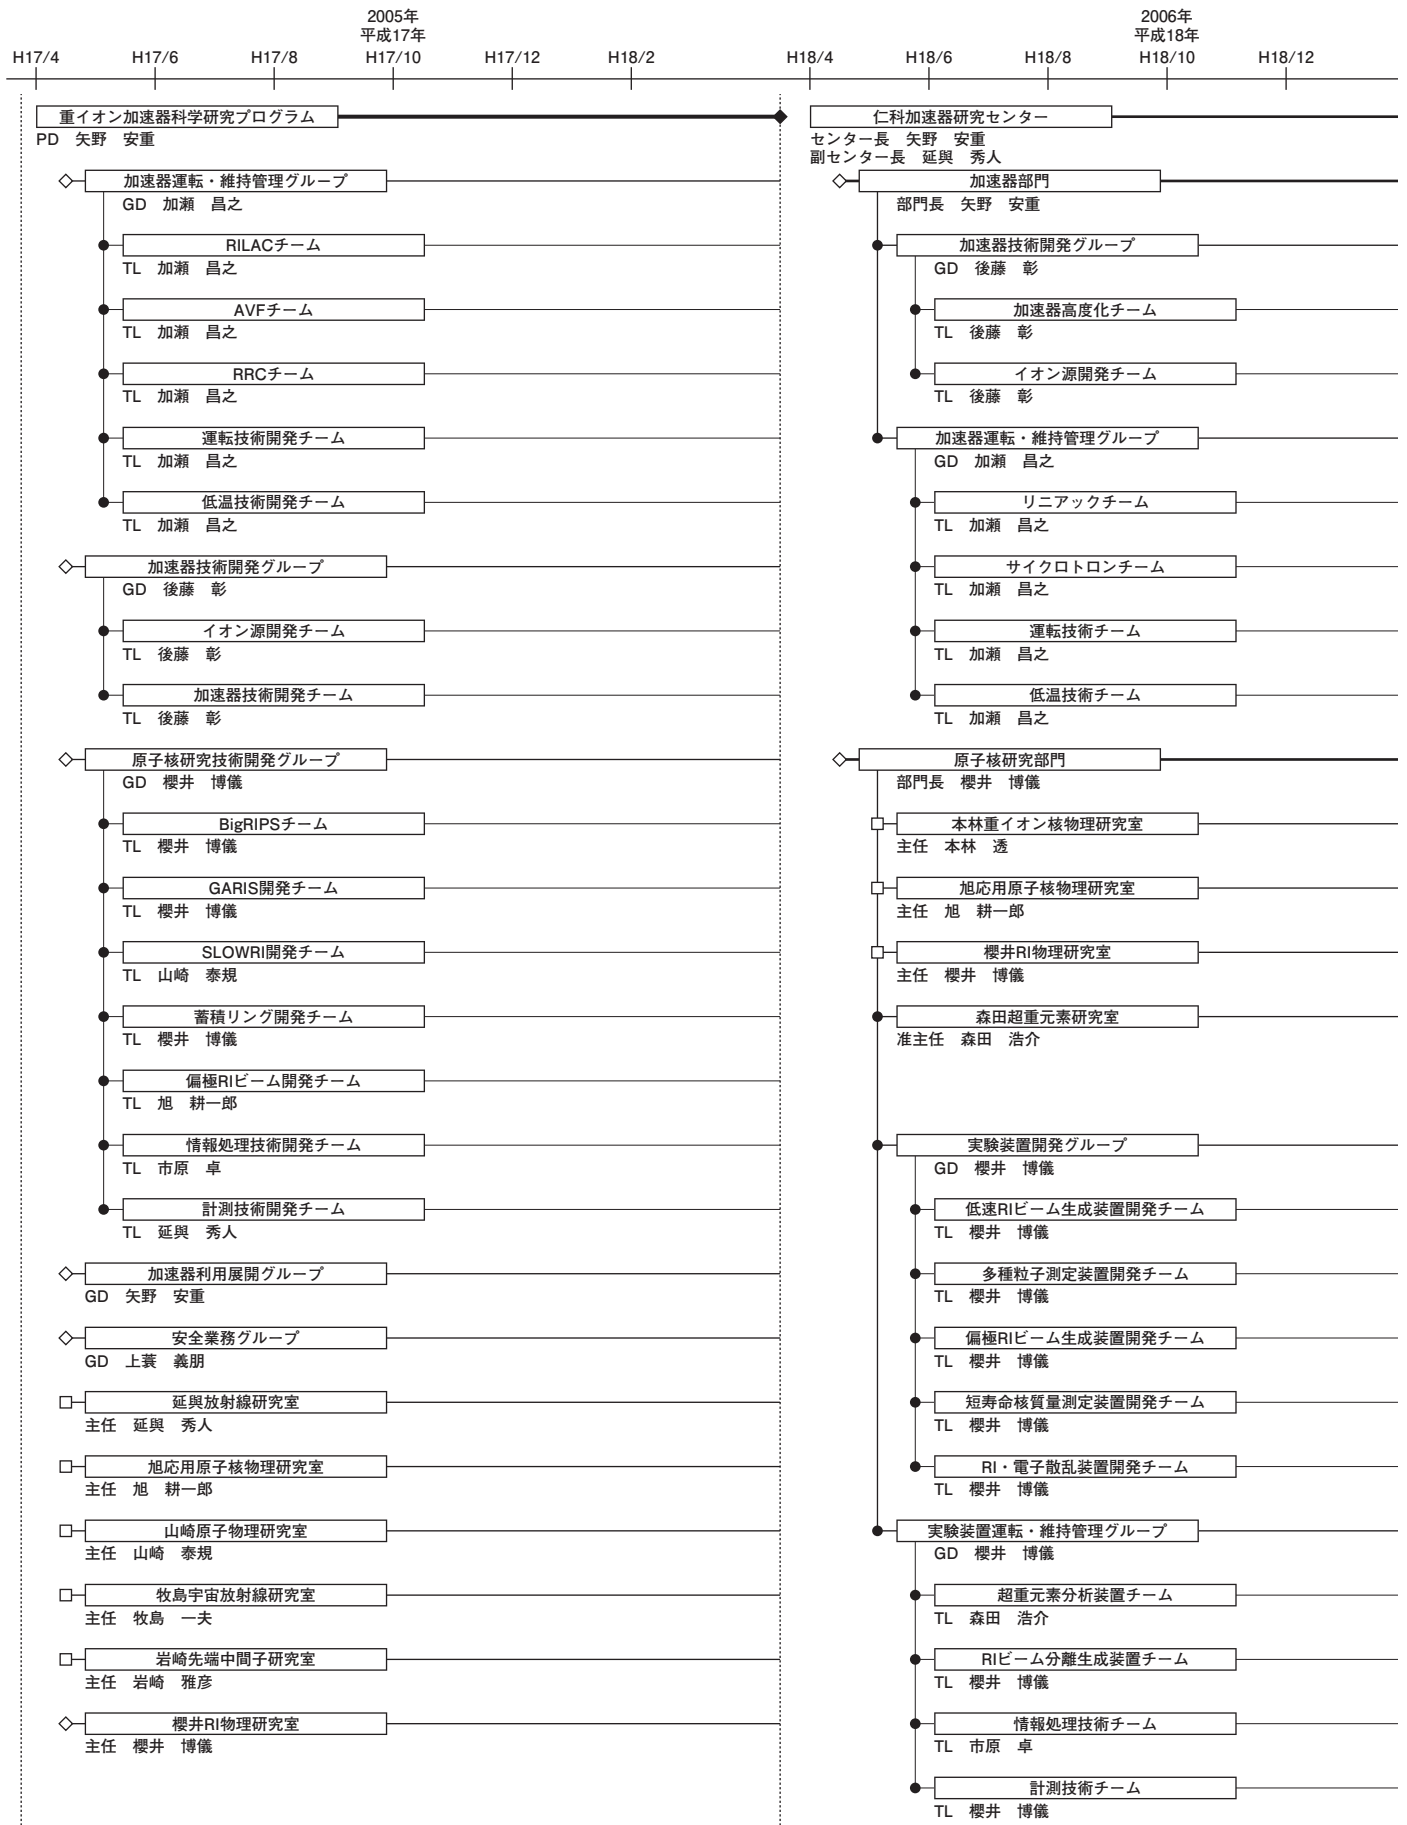 2005年
平成17年
H17/4
H17/6
H17/8
H17/10
H17/12
H18/2
2006年
平成18年
H18/4
H18/6
H18/8
H18/10
H18/12
重イオン加速器科学研究プログラム
PD 矢野 安重
加速器運転・維持管理グループ
GD 加瀬 昌之
RILACチーム
TL 加瀬 昌之
AVFチーム
TL 加瀬 昌之
RRCチーム
TL 加瀬 昌之
運転技術開発チーム
TL 加瀬 昌之
低温技術開発チーム
TL 加瀬 昌之
加速器技術開発グループ
GD 後藤 彰
イオン源開発チーム
TL 後藤 彰
加速器技術開発チーム
TL 後藤 彰
原子核研究技術開発グループ
GD 櫻井 博儀
BigRIPSチーム
TL 櫻井 博儀
GARIS開発チーム
TL 櫻井 博儀
SLOWRI開発チーム
TL 山崎 泰規
蓄積リング開発チーム
TL 櫻井 博儀
偏極RIビーム開発チーム
TL 旭 耕一郎
情報処理技術開発チーム
TL 市原 卓
計測技術開発チーム
TL 延與 秀人
加速器利用展開グループ
GD 矢野 安重
安全業務グループ
GD 上蓑 義朋
延與放射線研究室
主任 延與 秀人
旭応用原子核物理研究室
主任 旭 耕一郎
山崎原子物理研究室
主任 山崎 泰規
牧島宇宙放射線研究室
主任 牧島 一夫
岩崎先端中間子研究室
主任 岩崎 雅彦
櫻井RI物理研究室
主任 櫻井 博儀
仁科加速器研究センター
センター長 矢野 安重
副センター長 延與 秀人
加速器部門
部門長 矢野 安重
加速器技術開発グループ
GD 後藤 彰
加速器高度化チーム
TL 後藤 彰
イオン源開発チーム
TL 後藤 彰
加速器運転・維持管理グループ
GD 加瀬 昌之
リニアックチーム
TL 加瀬 昌之
サイクロトロンチーム
TL 加瀬 昌之
運転技術チーム
TL 加瀬 昌之
低温技術チーム
TL 加瀬 昌之
原子核研究部門
部門長 櫻井 博儀
本林重イオン核物理研究室
主任 本林 透
旭応用原子核物理研究室
主任 旭 耕一郎
櫻井RI物理研究室
主任 櫻井 博儀
森田超重元素研究室
准主任 森田 浩介
実験装置開発グループ
GD 櫻井 博儀
低速RIビーム生成装置開発チーム
TL 櫻井 博儀
多種粒子測定装置開発チーム
TL 櫻井 博儀
偏極RIビーム生成装置開発チーム
TL 櫻井 博儀
短寿命核質量測定装置開発チーム
TL 櫻井 博儀
RI・電子散乱装置開発チーム
TL 櫻井 博儀
実験装置運転・維持管理グループ
GD 櫻井 博儀
超重元素分析装置チーム
TL 森田 浩介
RIビーム分離生成装置チーム
TL 櫻井 博儀
情報処理技術チーム
TL 市原 卓
計測技術チーム
TL 櫻井 博儀